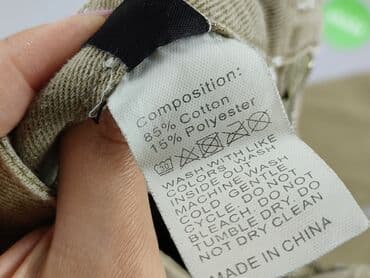 Composition:
85% Cotton
15% Polyester
WASH WITH LIKE
COLORS. WASH
INSIDE OUT.
MACHINE WASH
CYCLE. GENTLE.
COLD. DO NOT
BLEACH. DO NOT
TUMBLE DRY. DO
NOT DRY CLEAN
MADE IN CHINA